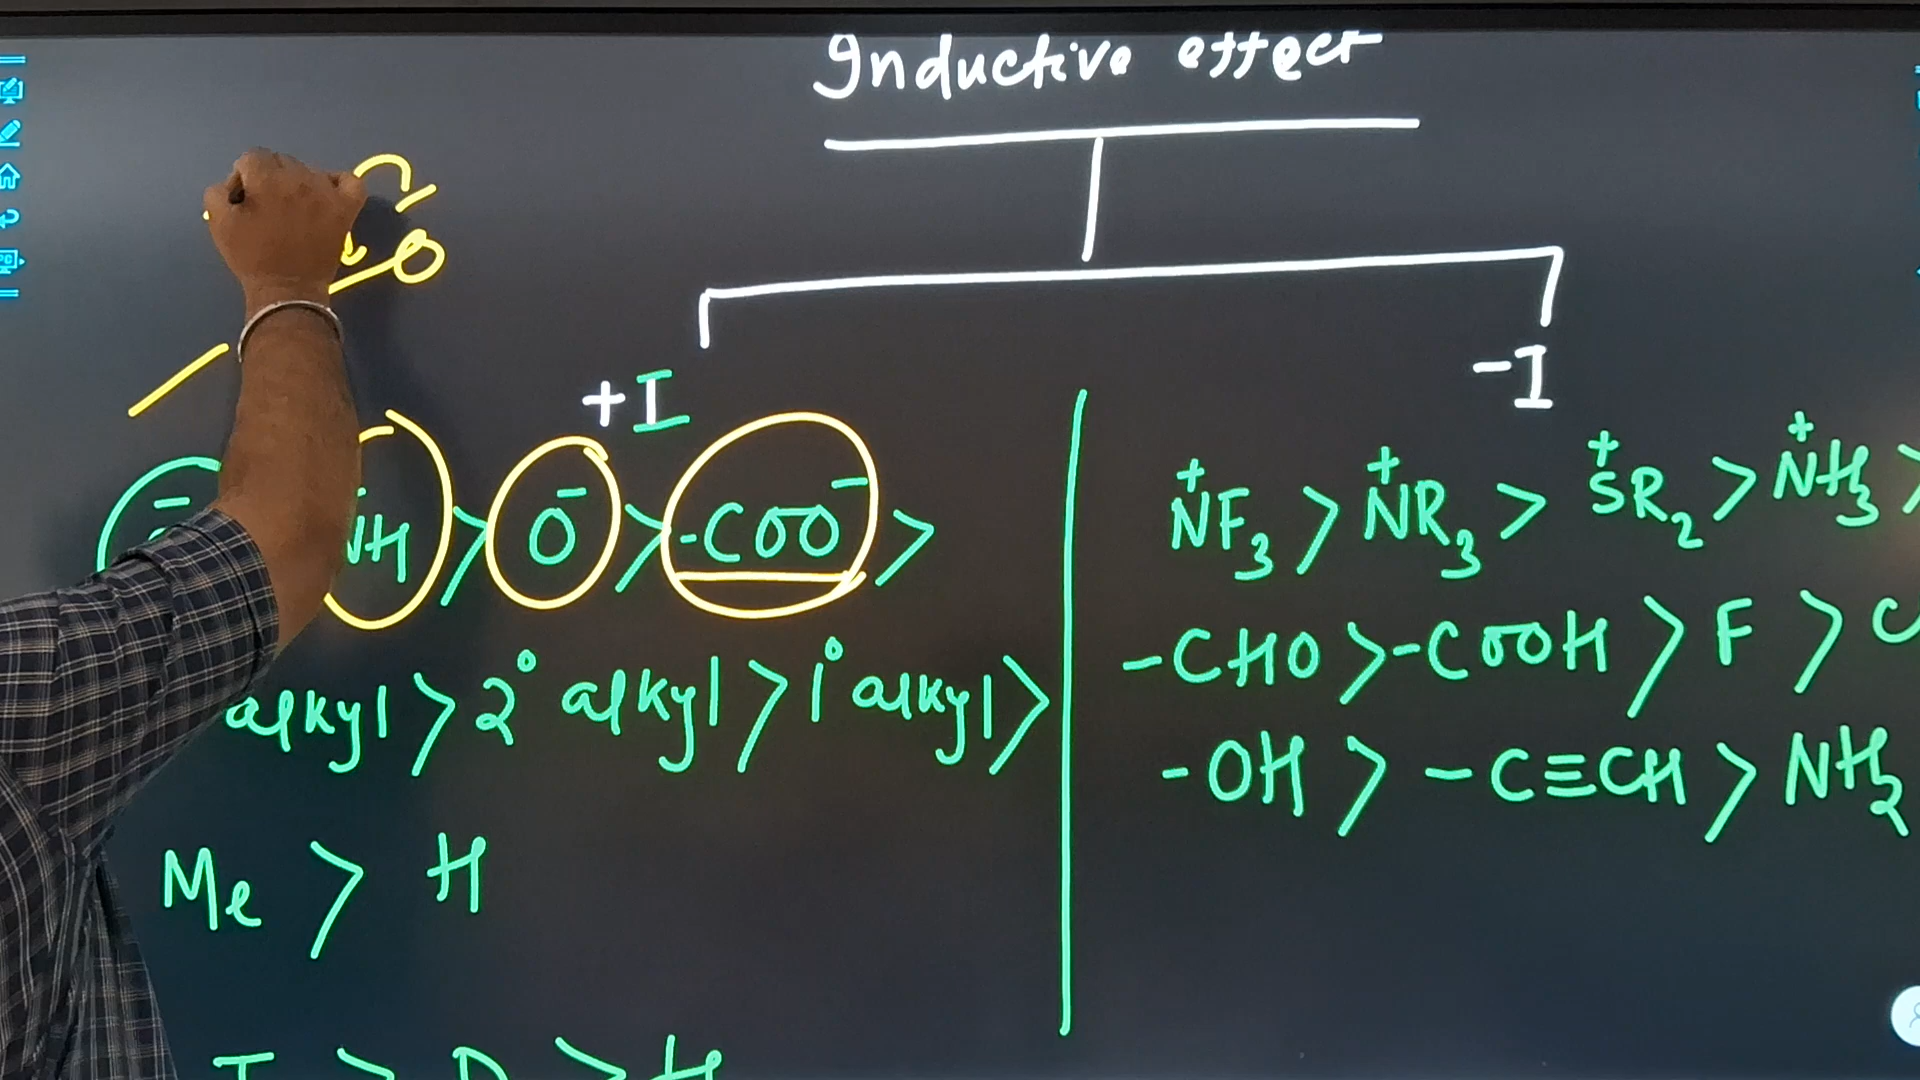 Inductive effect
+I
-I
NH > O⁻ > -COO⁻ >
alkyl > 2° alkyl > 1° alkyl >
Me > H
T > D > H
N⁺F₃ > N⁺R₃ > S⁺R₂ > N⁺H₃ >
-CHO > -COOH > F >
-OH > -C≡CH > NH₂